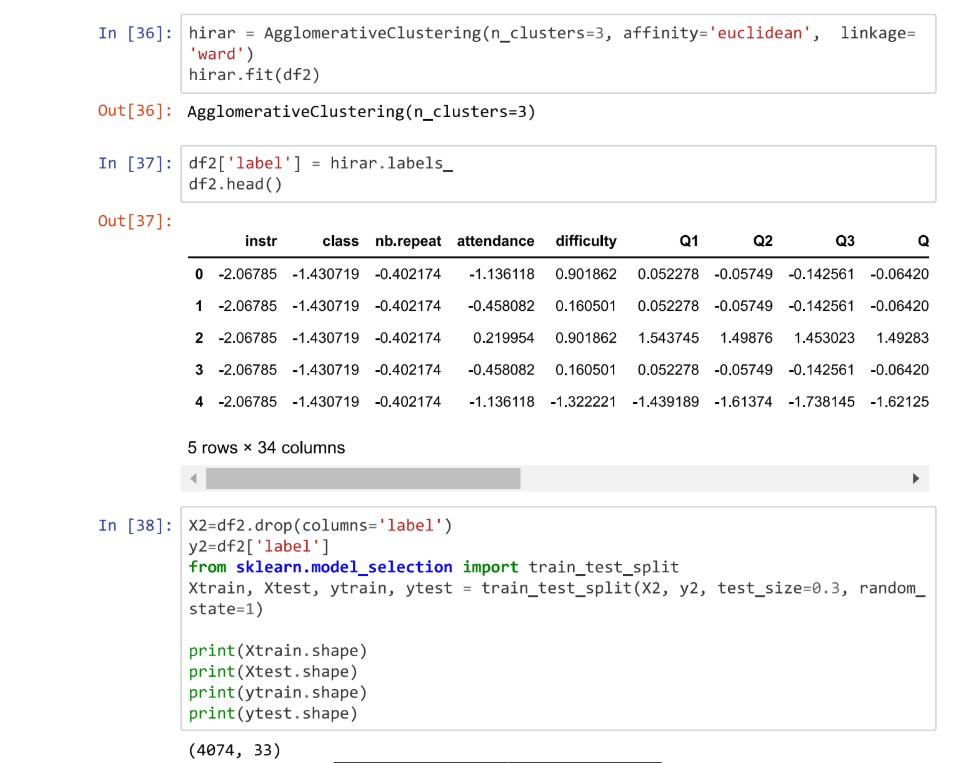 In [36]: hirar = AgglomerativeClustering(n_clusters=3, affinity='euclidean',  linkage=
'ward')
hirar.fit(df2)
Out[36]: AgglomerativeClustering(n_clusters=3)
In [37]: df2['label'] = hirar.labels_
df2.head()
Out[37]:
instr class nb.repeat attendance difficulty Q1 Q2 Q3 Q
0 -2.06785 -1.430719 -0.402174 -1.136118 0.901862 0.052278 -0.05749 -0.142561 -0.06420
1 -2.06785 -1.430719 -0.402174 -0.458082 0.160501 0.052278 -0.05749 -0.142561 -0.06420
2 -2.06785 -1.430719 -0.402174 0.219954 0.901862 1.543745 1.49876 1.453023 1.49283
3 -2.06785 -1.430719 -0.402174 -0.458082 0.160501 0.052278 -0.05749 -0.142561 -0.06420
4 -2.06785 -1.430719 -0.402174 -1.136118 -1.322221 -1.439189 -1.61374 -1.738145 -1.62125
5 rows × 34 columns
In [38]: X2=df2.drop(columns='label')
y2=df2['label']
from sklearn.model_selection import train_test_split
Xtrain, Xtest, ytrain, ytest = train_test_split(X2, y2, test_size=0.3, random_
state=1)
print(Xtrain.shape)
print(Xtest.shape)
print(ytrain.shape)
print(ytest.shape)
(4074, 33)